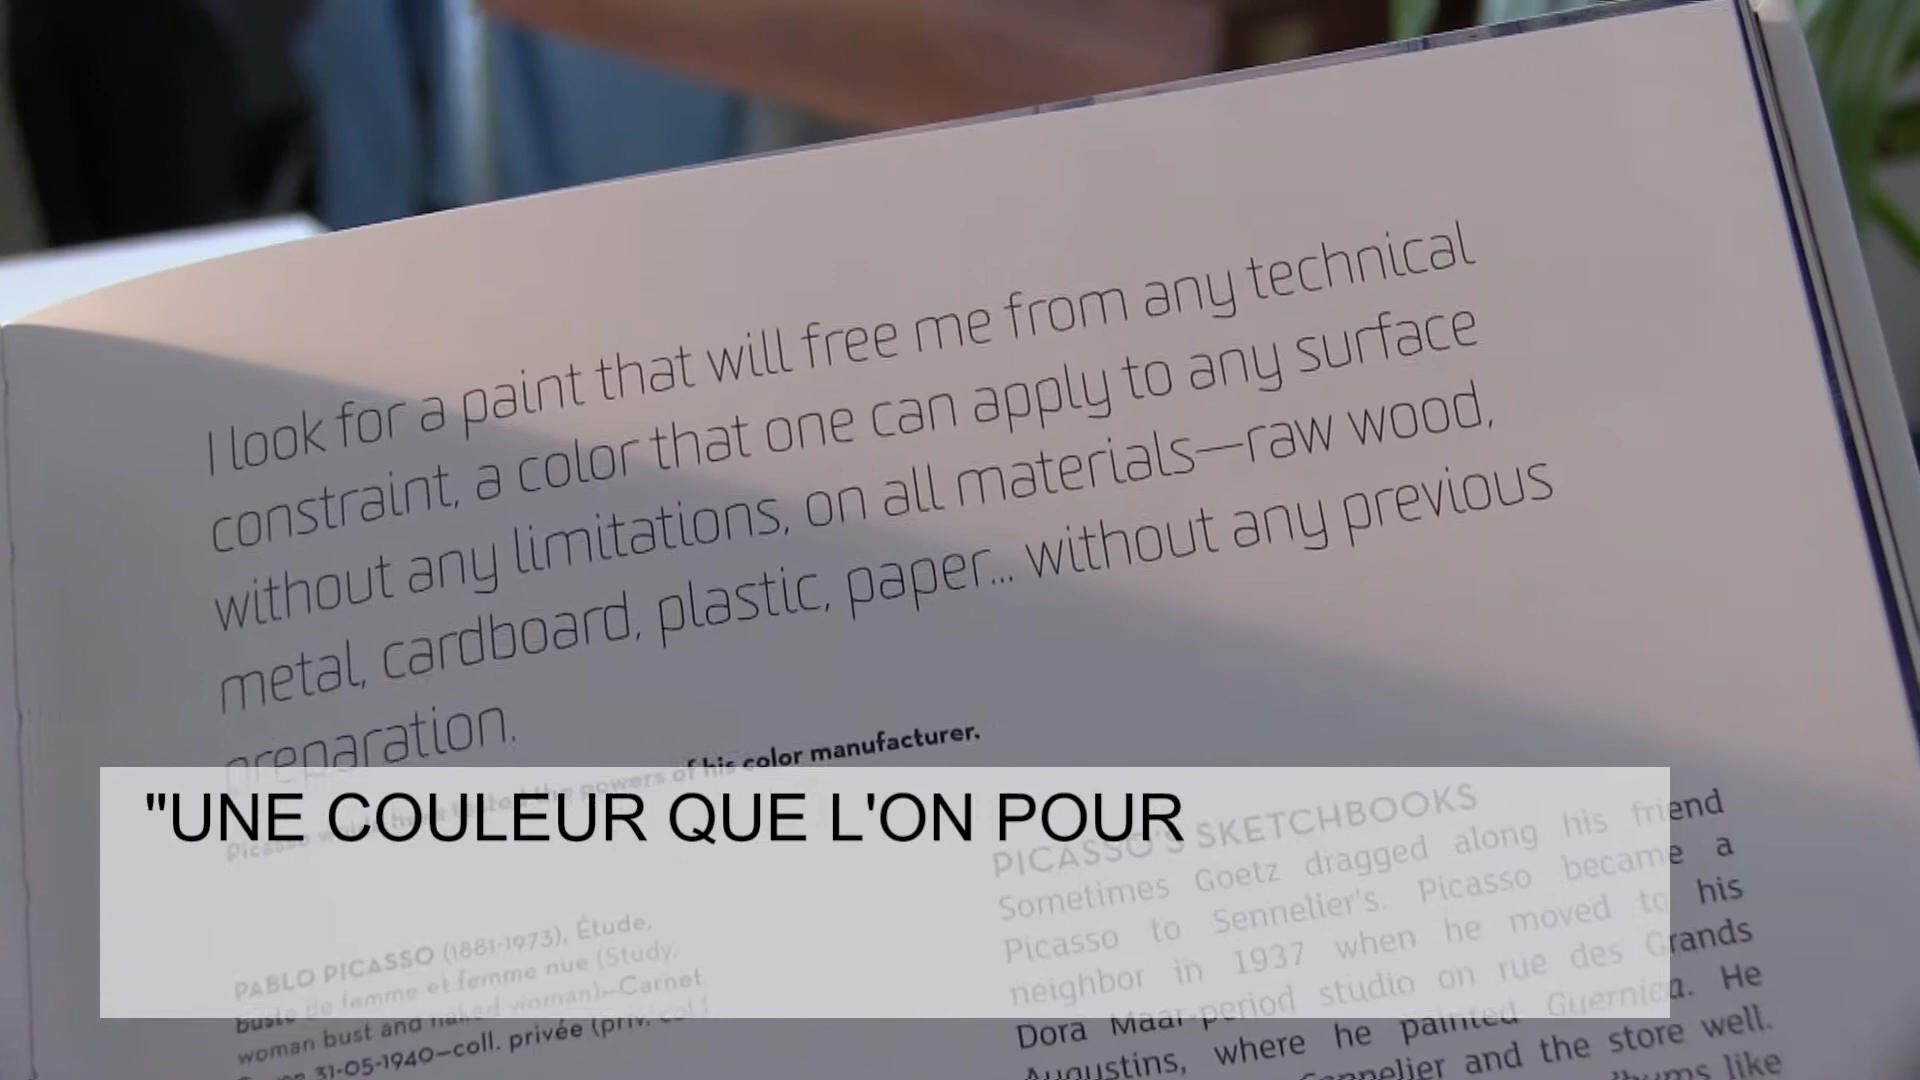 I look for a paint that will free me from any technical
constraint, a color that one can apply to any surface
without any limitations, on all materials—raw wood,
metal, cardboard, plastic, paper... without any previous
preparation.
Picasso the powers of his color manufacturer.
"UNE COULEUR QUE L'ON POUR
PABLO PICASSO (1881-1973), Étude,
buste de femme et femme nue (Study,
woman bust and naked woman)—Carnet
31-05-1940—coll. privée (priv. col.)
PICASSO'S SKETCHBOOKS
Sometimes Goetz dragged along his friend
Picasso to Sennelier's. Picasso became a
neighbor in 1937 when he moved to his
Dora Maar-period studio on rue des Grands
Augustins, where he painted Guernica. He
Sennelier and the store well.
like